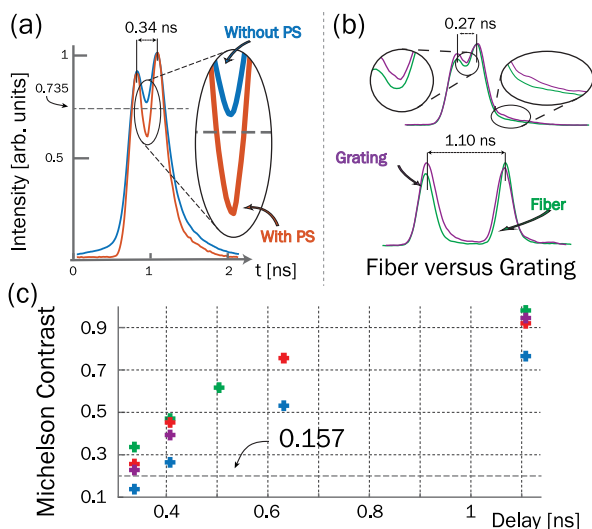 (a)
0.34 ns
Without PS
1
0.735
0.5
Intensity [arb. units]
With PS
0
1
2
t [ns]
(b)
0.27 ns
1.10 ns
Grating
Fiber
Fiber versus Grating
(c)
Michelson Contrast
0.9
0.7
0.5
0.3
0.1
0.157
0.4
0.6
0.8
1
Delay [ns]